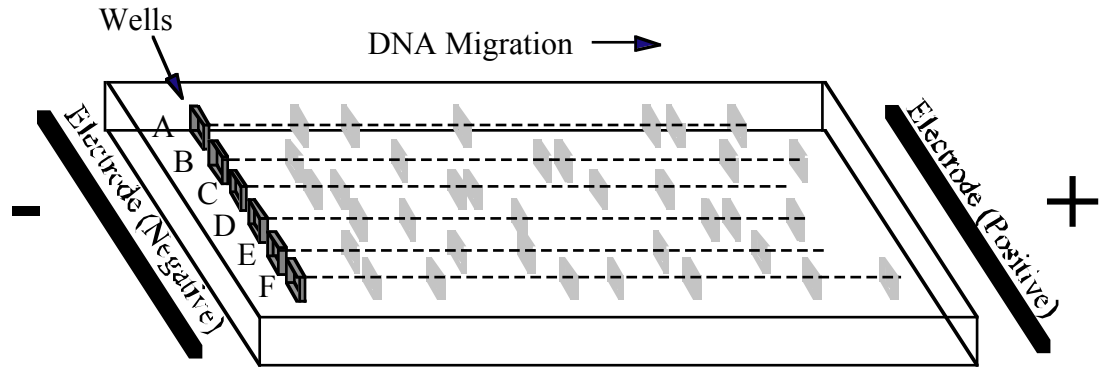 Wells
DNA Migration
A
B
C
D
E
F
Electrode (Negative)
-
Electrode (Positive)
+